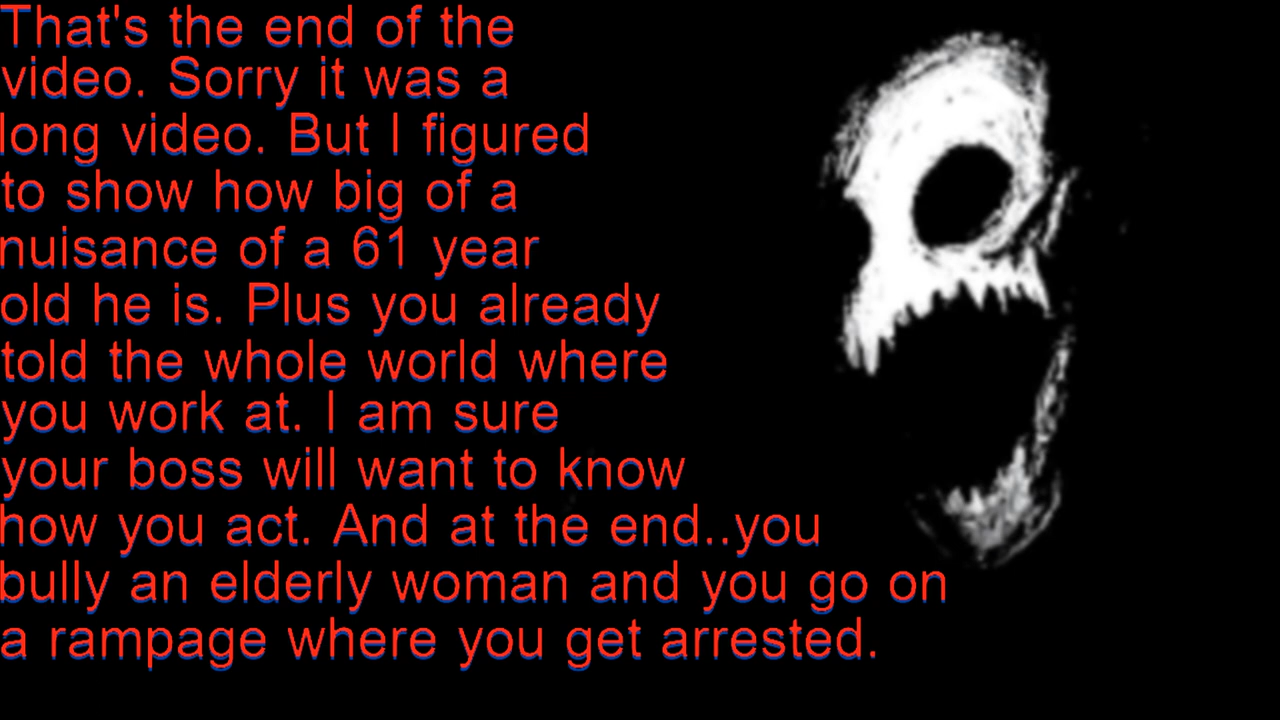 That's the end of the
video. Sorry it was a
long video. But I figured
to show how big of a
nuisance of a 61 year
old he is. Plus you already
told the whole world where
you work at. I am sure
your boss will want to know
how you act. And at the end..you
bully an elderly woman and you go on
a rampage where you get arrested.